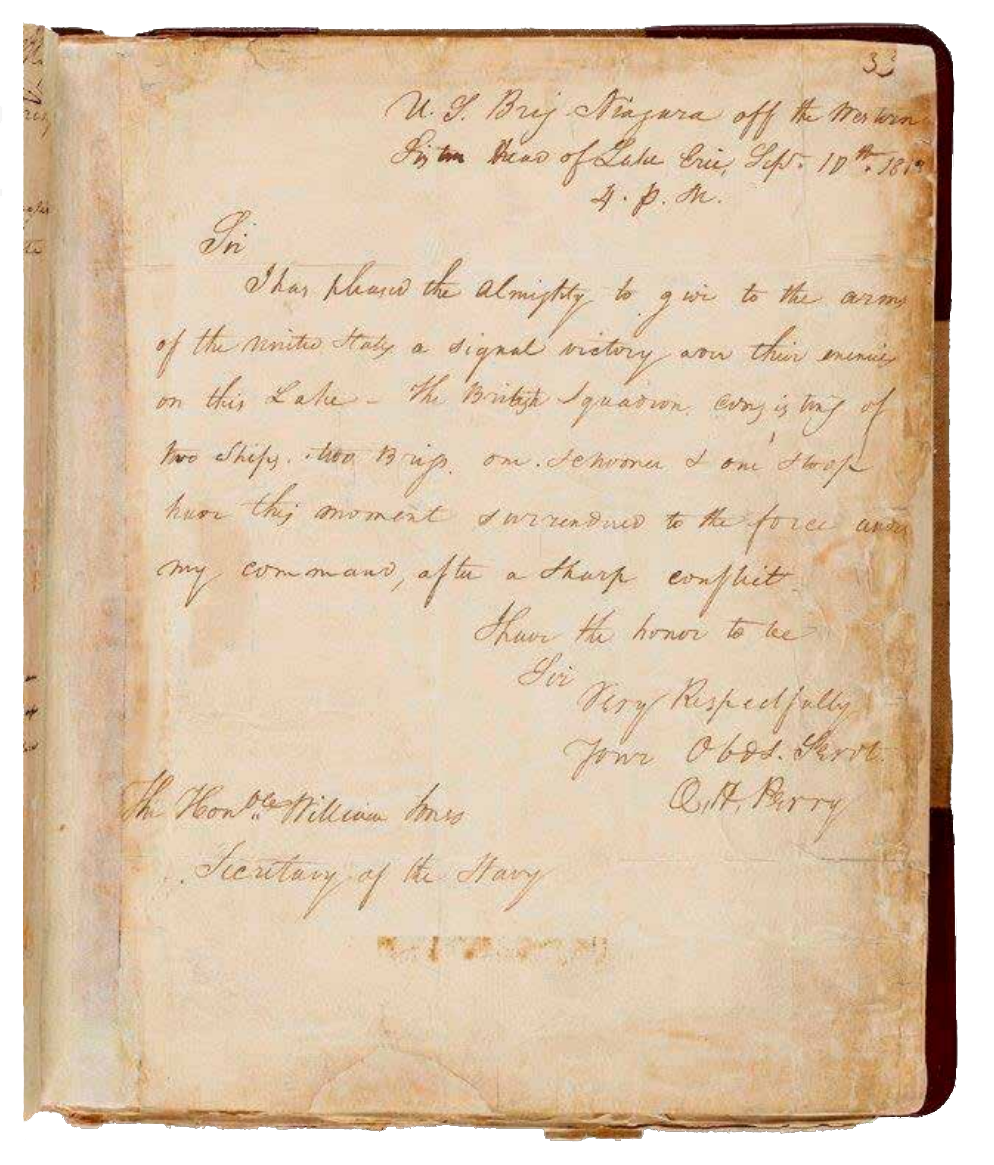 33
U. S. Brig Niagara off the Western
Sister Head of Lake Erie, Sept. 10th. 1813
4. p. m.
Sir
It has pleased the Almighty to give to the arms
of the United States a signal victory over their enemies
on this Lake - The British Squadron, consisting of
two Ships, two Brigs, one Schooner & one Sloop
have this moment surrendered to the force under
my command, after a Sharp conflict
I have the honor to be
Sir
Very Respectfully
Your Obdt. Servt.
O. H. Perry
The Honble. William Jones
Secretary of the Navy